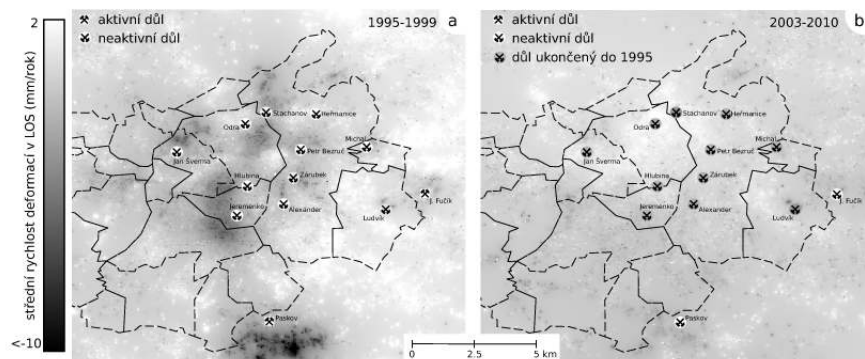 2
střední rychlost deformací v LOS (mm/rok)
<-10
aktivní důl
neaktivní důl
1995-1999
a
Stachanov
Heřmanice
Odra
Michal
Jan Šverma
Petr Bezruč
Hlubina
Zárubek
J. Fučík
Jeremenko
Alexander
Ludvík
Paskov
0 2.5 5 km
aktivní důl
neaktivní důl
důl ukončený do 1995
2003-2010
b
Stachanov
Heřmanice
Odra
Michal
Jan Šverma
Petr Bezruč
Hlubina
Zárubek
J. Fučík
Jeremenko
Alexander
Ludvík
Paskov